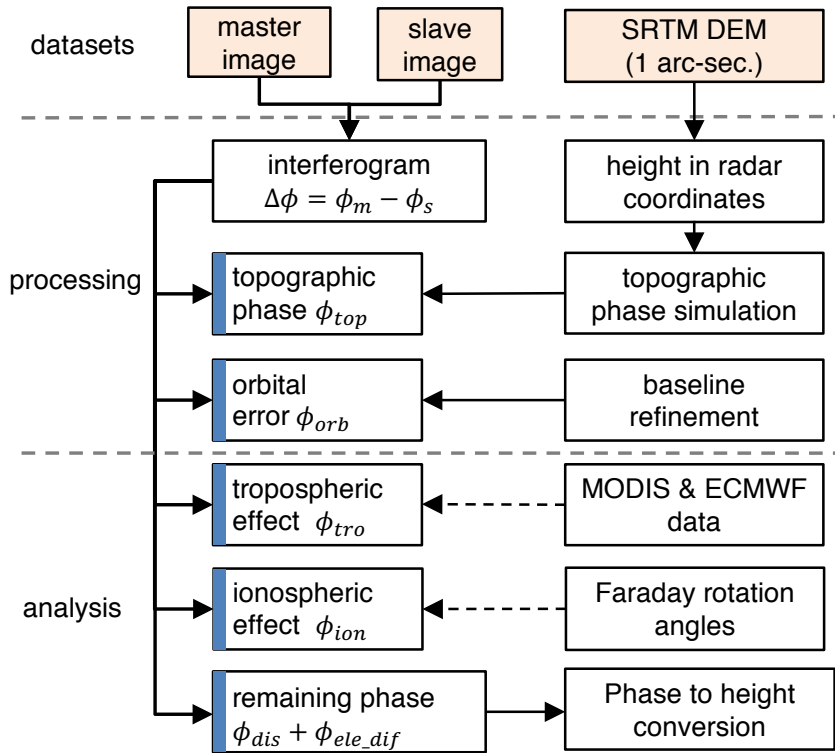 datasets
master
image
slave
image
SRTM DEM
(1 arc-sec.)
processing
interferogram
Δϕ = ϕ_m − ϕ_s
height in radar
coordinates
topographic
phase ϕ_top
topographic
phase simulation
orbital
error ϕ_orb
baseline
refinement
analysis
tropospheric
effect ϕ_tro
MODIS & ECMWF
data
ionospheric
effect ϕ_ion
Faraday rotation
angles
remaining phase
ϕ_dis + ϕ_ele_dif
Phase to height
conversion